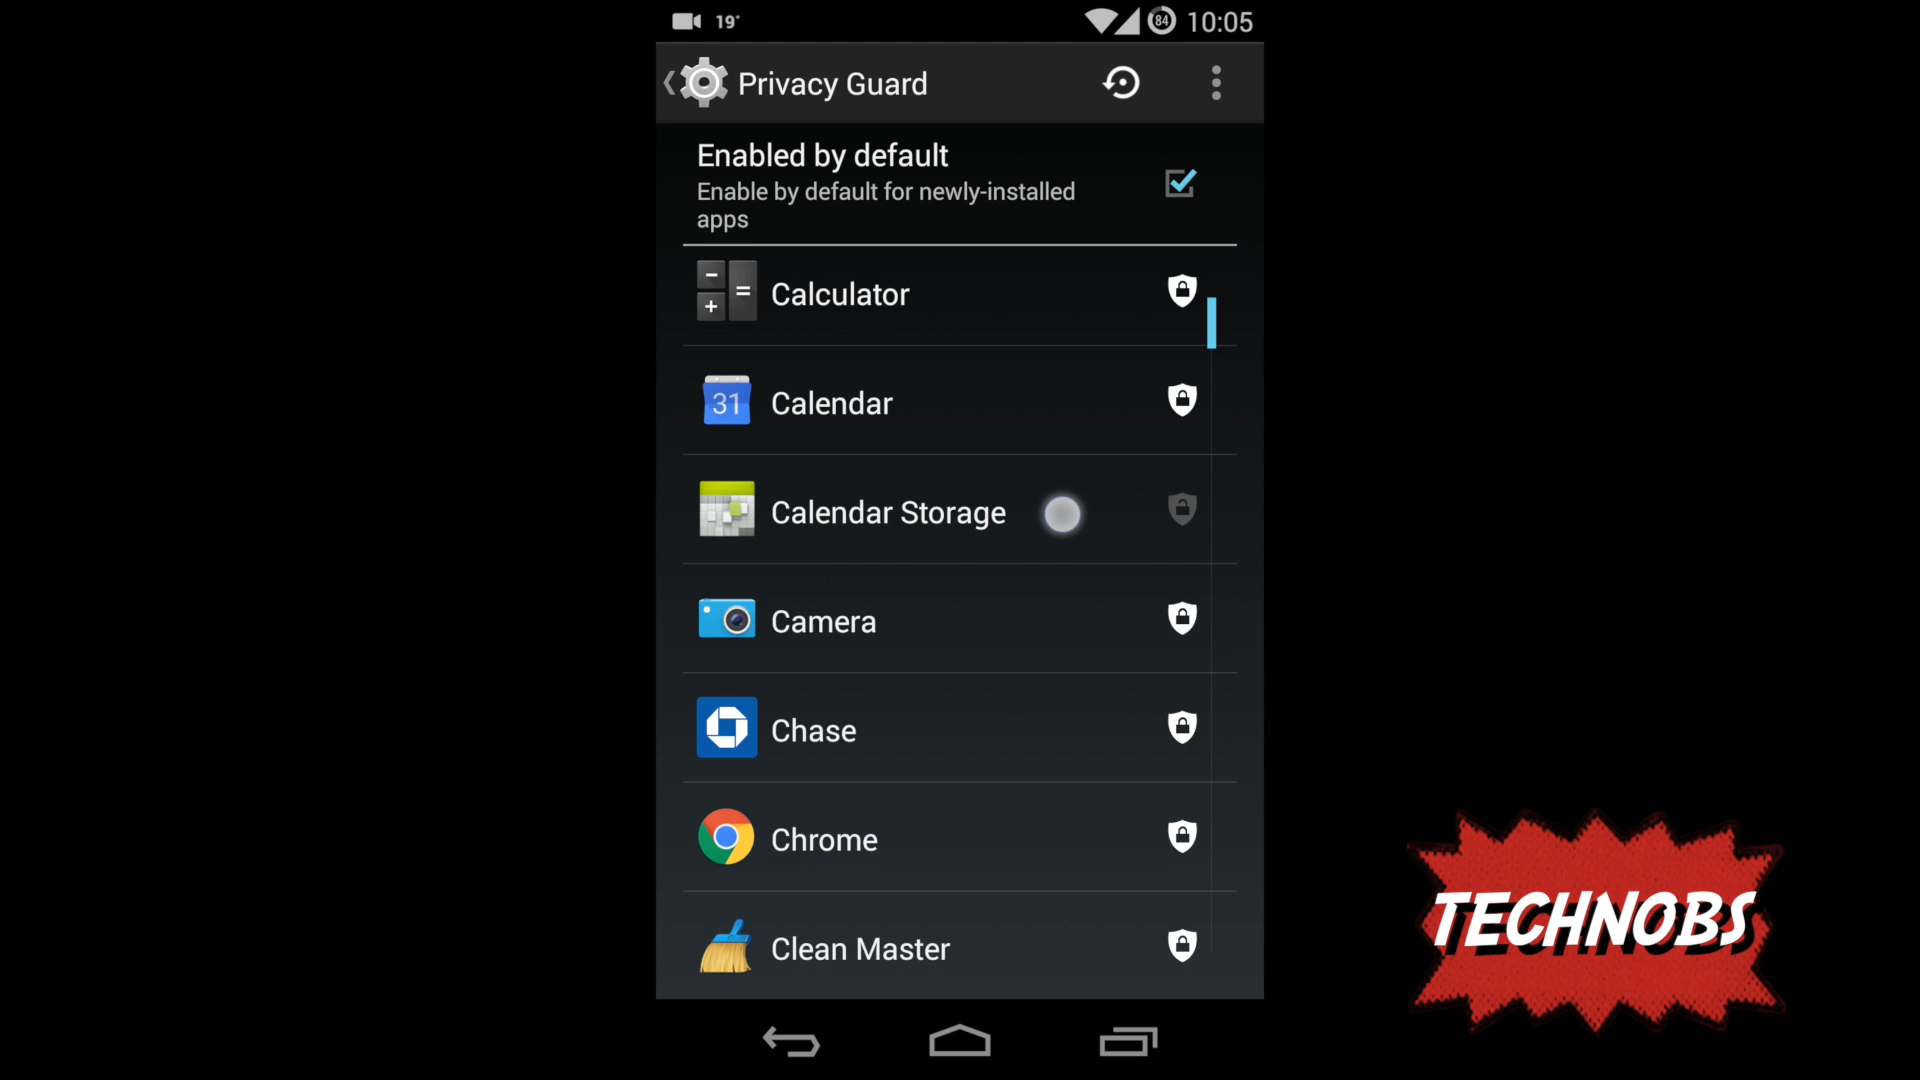 19°
84
10:05
Privacy Guard
Enabled by default
Enable by default for newly-installed
apps
Calculator
31
Calendar
Calendar Storage
Camera
Chase
Chrome
Clean Master
TECHNOBS